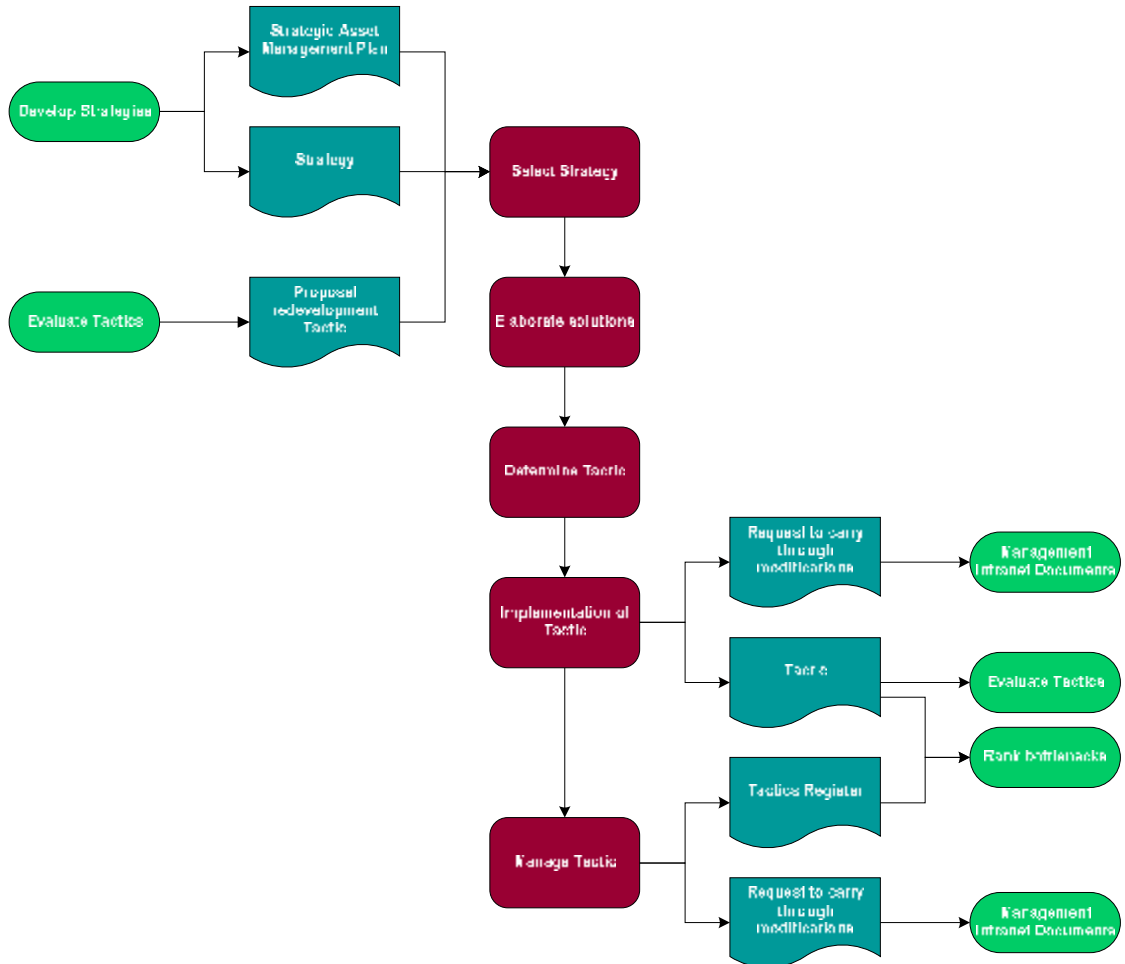 Strategic Asset
Management Plan
Develop Strategies
Strategy
Select Strategy
Proposal
redevelopment
Tactic
Evaluate Tactics
Elaborate solutions
Determine Tactic
Request to carry
through
modifications
Management
Intranet Documents
Implementation of
Tactic
Tactic
Evaluate Tactics
Rank bottlenecks
Tactics Register
Manage Tactic
Request to carry
through
modifications
Management
Intranet Documents